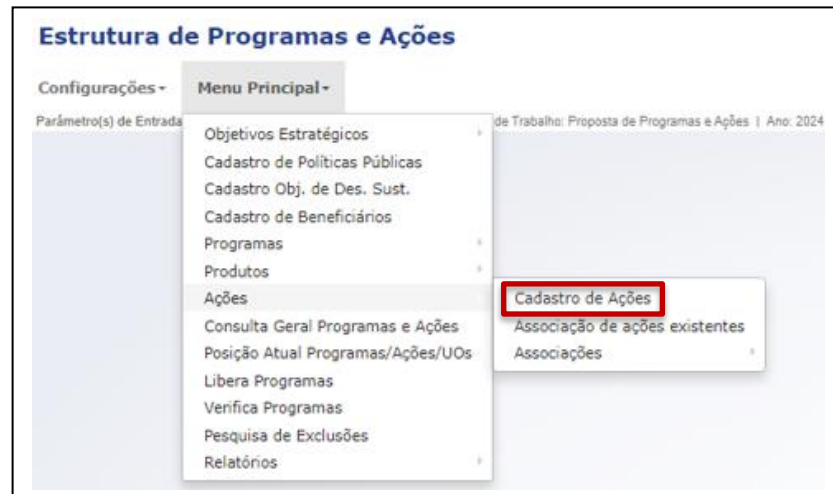 Estrutura de Programas e Ações
Configurações Menu Principal
Parâmetro(s) de Entrada de Trabalho: Proposta de Programas e Ações | Ano: 2024
Objetivos Estratégicos
Cadastro de Políticas Públicas
Cadastro Obj. de Des. Sust.
Cadastro de Beneficiários
Programas
Produtos
Ações
Cadastro de Ações
Consulta Geral Programas e Ações
Associação de ações existentes
Posição Atual Programas/Ações/UOs
Associações
Libera Programas
Verifica Programas
Pesquisa de Exclusões
Relatórios